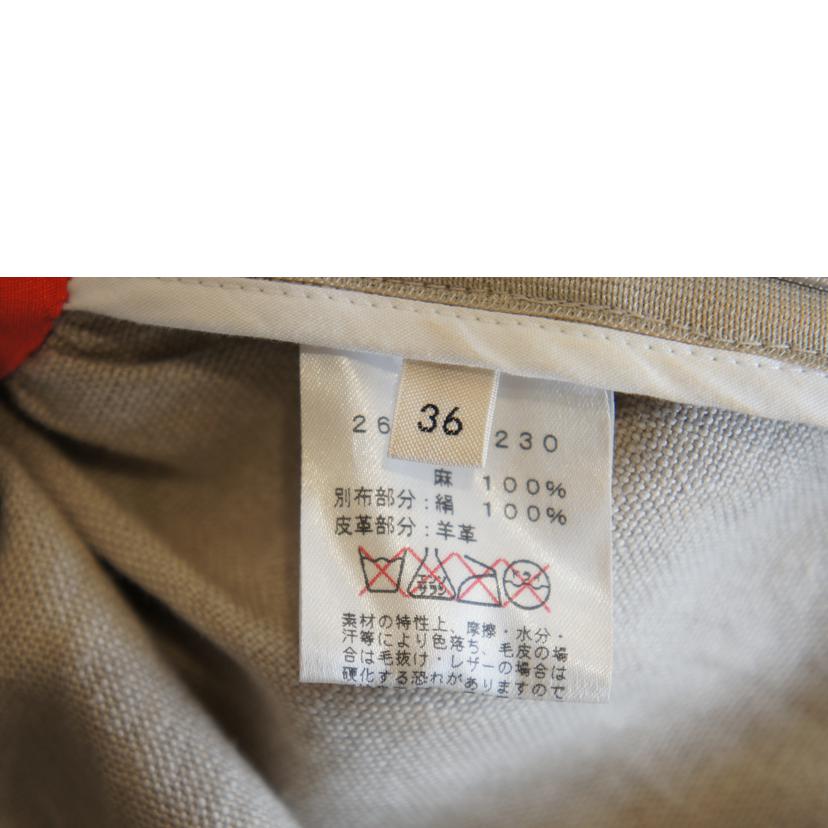 36
26 230
麻 100%
別布部分:絹 100%
皮革部分:羊革
サラン
素材の特性上、摩擦・水分・
汗等により色落ち、毛皮の場
合は毛抜け・レザーの場合は
硬化する恐れがありますので